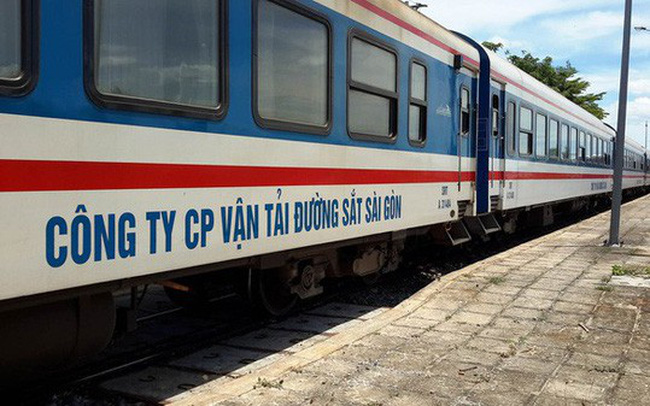 CÔNG TY CP VẬN TẢI ĐƯỜNG SẮT SÀI GÒN